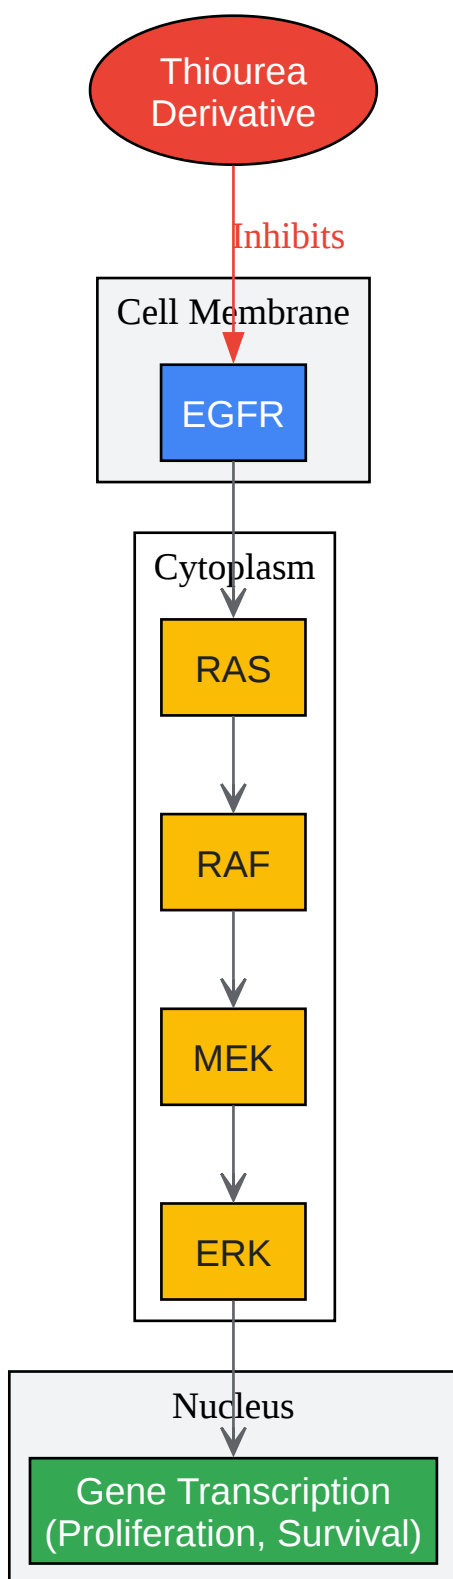 Thiourea
Derivative
Inhibits
Cell Membrane
EGFR
Cytoplasm
RAS
RAF
MEK
ERK
Nucleus
Gene Transcription
(Proliferation, Survival)